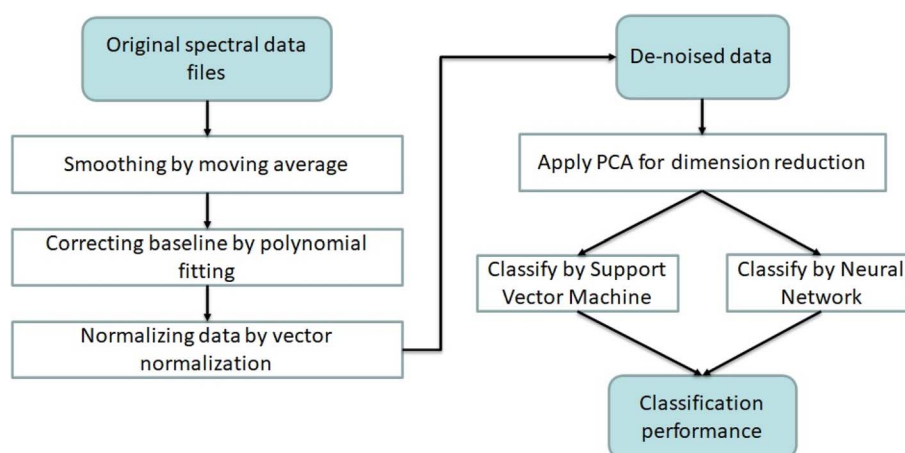 Original spectral data
files
Smoothing by moving average
Correcting baseline by polynomial
fitting
Normalizing data by vector
normalization
De-noised data
Apply PCA for dimension reduction
Classify by Support
Vector Machine
Classify by Neural
Network
Classification
performance